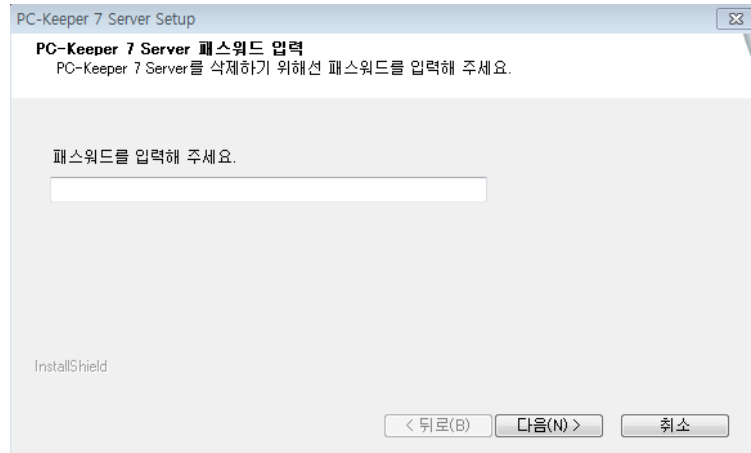 PC-Keeper 7 Server Setup
PC-Keeper 7 Server 패스워드 입력
PC-Keeper 7 Server를 삭제하기 위해선 패스워드를 입력해 주세요.
패스워드를 입력해 주세요.
InstallShield
< 뒤로(B) 다음(N) > 취소